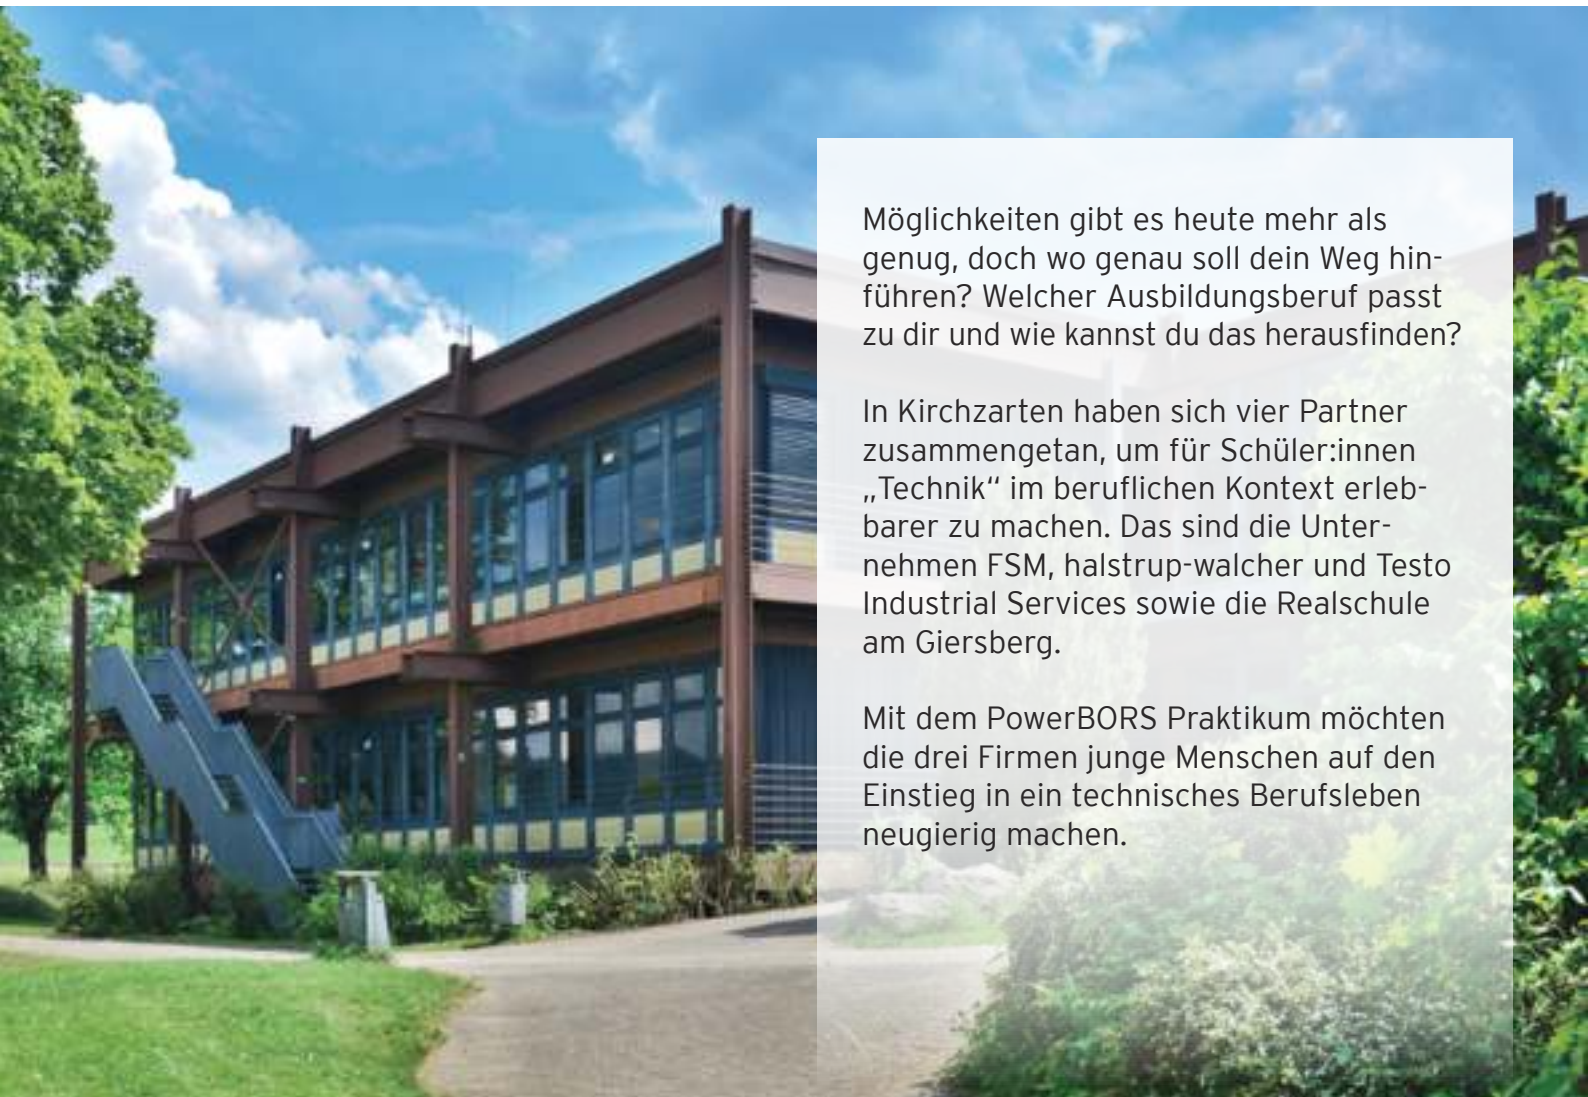 Möglichkeiten gibt es heute mehr als
genug, doch wo genau soll dein Weg hin-
führen? Welcher Ausbildungsberuf passt
zu dir und wie kannst du das herausfinden?
In Kirchzarten haben sich vier Partner
zusammengetan, um für Schüler:innen
„Technik“ im beruflichen Kontext erleb-
barer zu machen. Das sind die Unter-
nehmen FSM, halstrup-walcher und Testo
Industrial Services sowie die Realschule
am Giersberg.
Mit dem PowerBORS Praktikum möchten
die drei Firmen junge Menschen auf den
Einstieg in ein technisches Berufsleben
neugierig machen.